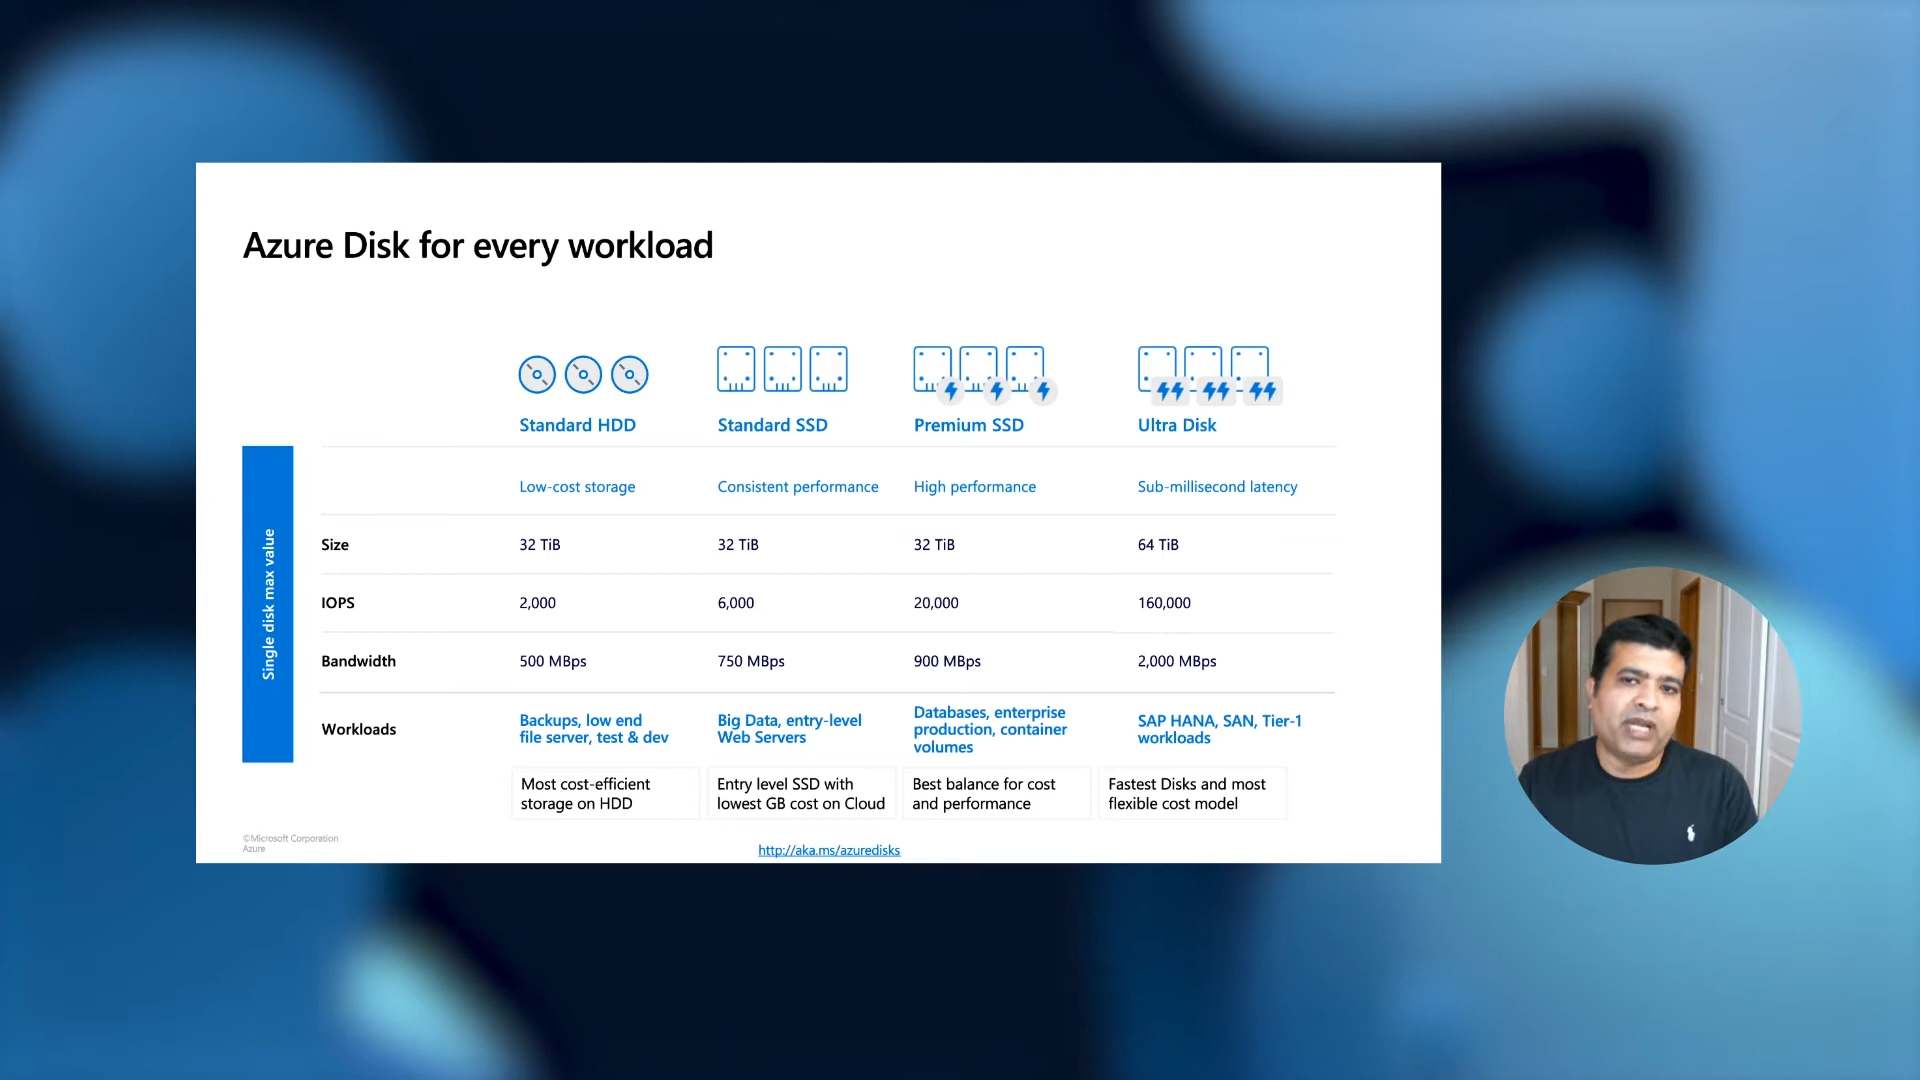 Azure Disk for every workload
Standard HDD
Standard SSD
Premium SSD
Ultra Disk
Single disk max value
Low-cost storage
Consistent performance
High performance
Sub-millisecond latency
Size
32 TiB
32 TiB
32 TiB
64 TiB
IOPS
2,000
6,000
20,000
160,000
Bandwidth
500 MBps
750 MBps
900 MBps
2,000 MBps
Workloads
Backups, low end
file server, test & dev
Big Data, entry-level
Web Servers
Databases, enterprise
production, container
volumes
SAP HANA, SAN, Tier-1
workloads
Most cost-efficient
storage on HDD
Entry level SSD with
lowest GB cost on Cloud
Best balance for cost
and performance
Fastest Disks and most
flexible cost model
©Microsoft Corporation
Azure
http://aka.ms/azuredisks